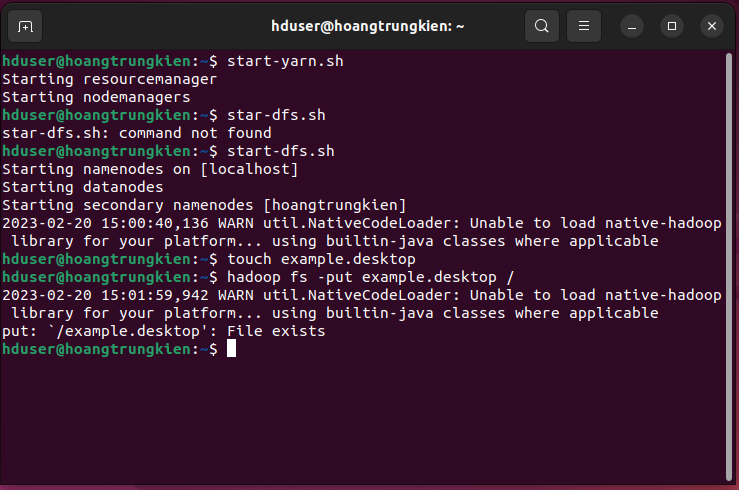 hduser@hoangtrungkien: ~
hduser@hoangtrungkien:~$ start-yarn.sh
Starting resourcemanager
Starting nodemanagers
hduser@hoangtrungkien:~$ star-dfs.sh
star-dfs.sh: command not found
hduser@hoangtrungkien:~$ start-dfs.sh
Starting namenodes on [localhost]
Starting datanodes
Starting secondary namenodes [hoangtrungkien]
2023-02-20 15:00:40,136 WARN util.NativeCodeLoader: Unable to load native-hadoop
 library for your platform... using builtin-java classes where applicable
hduser@hoangtrungkien:~$ touch example.desktop
hduser@hoangtrungkien:~$ hadoop fs -put example.desktop /
2023-02-20 15:01:59,942 WARN util.NativeCodeLoader: Unable to load native-hadoop
 library for your platform... using builtin-java classes where applicable
put: `/example.desktop': File exists
hduser@hoangtrungkien:~$